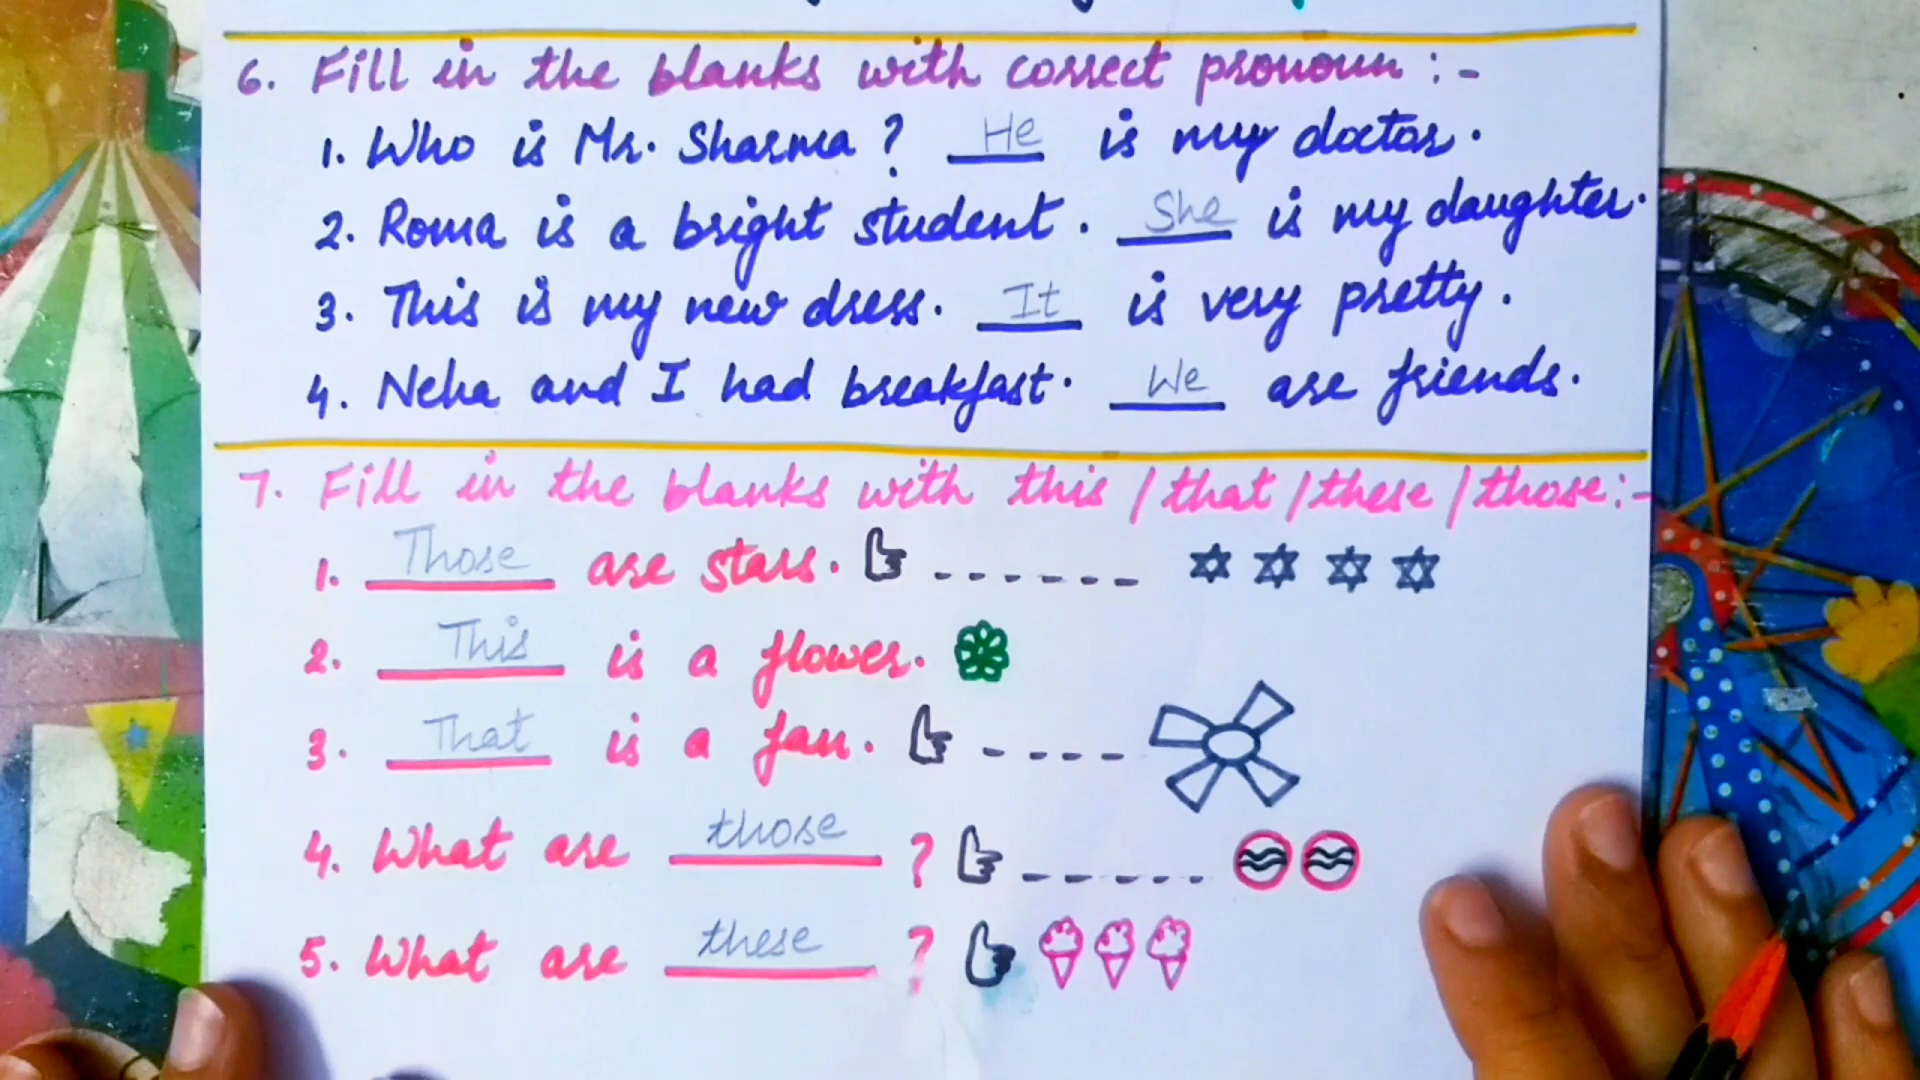 6. Fill in the blanks with correct pronoun :-
1. Who is Mr. Sharma ? He is my doctor.
2. Roma is a bright student. She is my daughter.
3. This is my new dress. It is very pretty.
4. Neha and I had breakfast. We are friends.
7. Fill in the blanks with this / that / these / those :-
1. Those are stars.
2. This is a flower.
3. That is a fan.
4. What are those ?
5. What are these ?